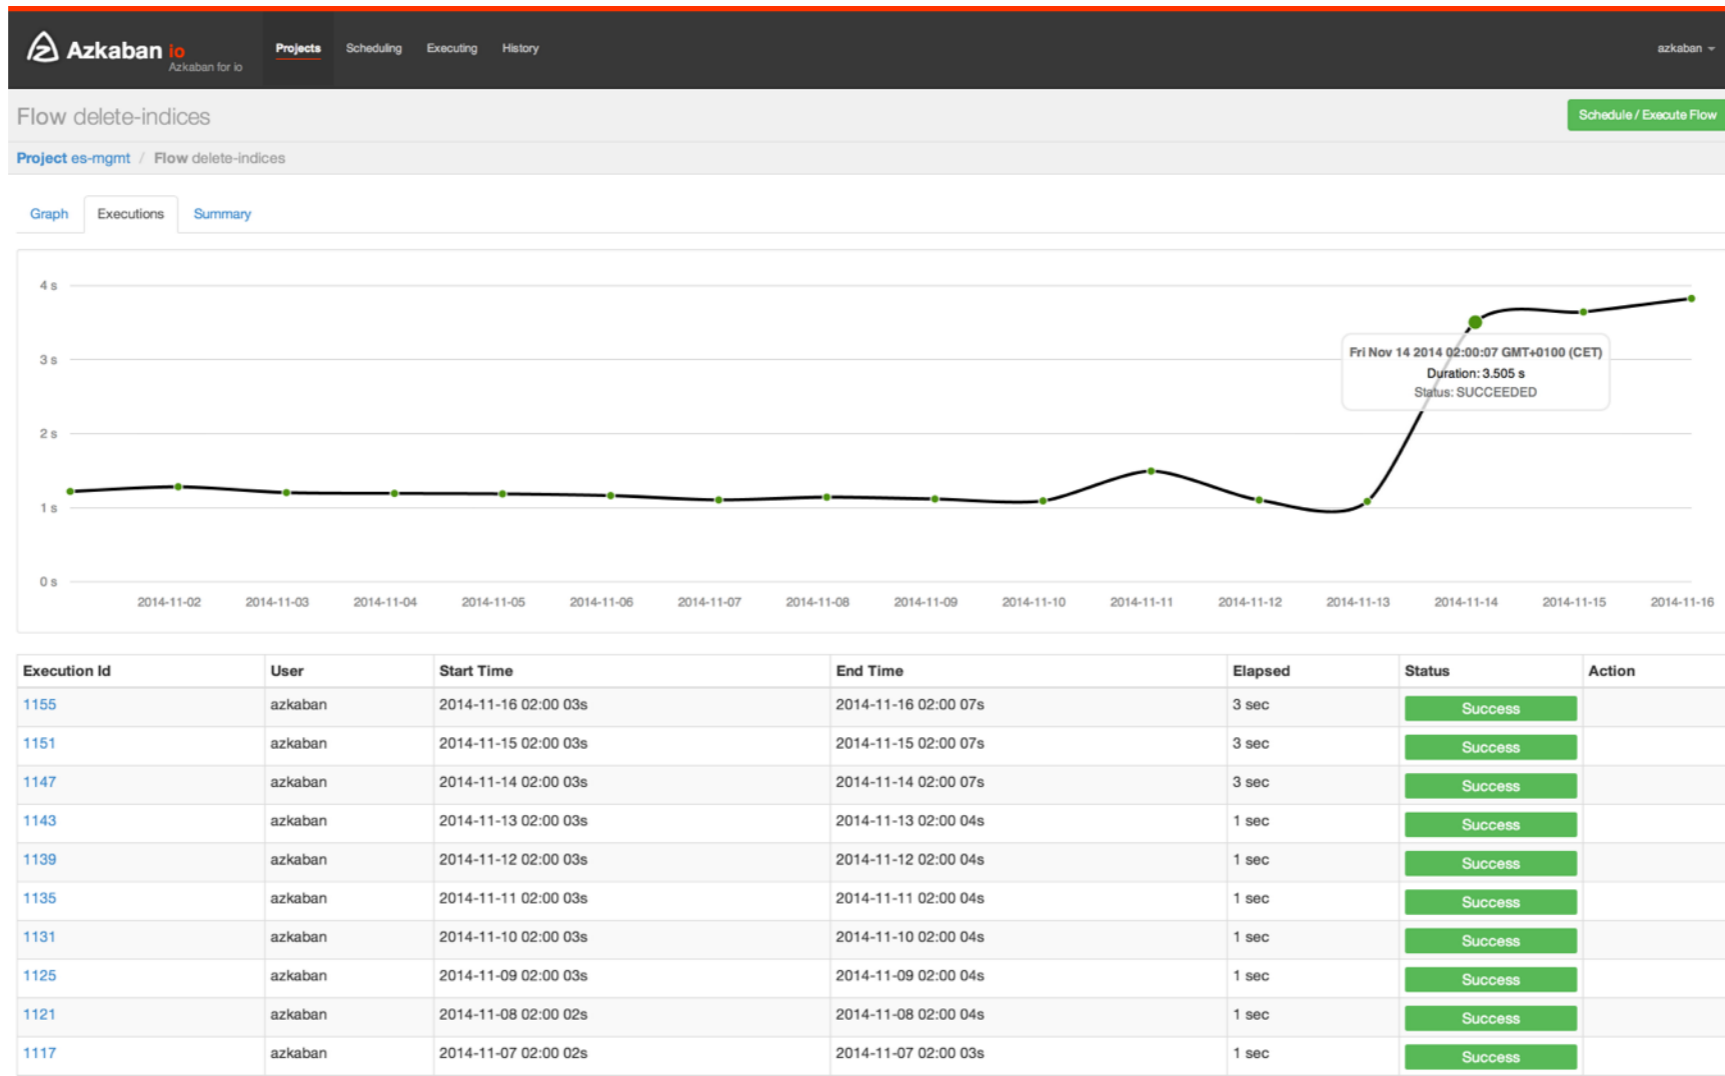 Azkaban io
Azkaban for io
Projects Scheduling Executing History
azkaban
Flow delete-indices
Schedule / Execute Flow
Project es-mgmt / Flow delete-indices
Graph Executions Summary
4 s
3 s
2 s
1 s
0 s
Fri Nov 14 2014 02:00:07 GMT+0100 (CET)
Duration: 3.505 s
Status: SUCCEEDED
2014-11-02 2014-11-03 2014-11-04 2014-11-05 2014-11-06 2014-11-07 2014-11-08 2014-11-09 2014-11-10 2014-11-11 2014-11-12 2014-11-13 2014-11-14 2014-11-15 2014-11-16
Execution Id User Start Time End Time Elapsed Status Action
1155 azkaban 2014-11-16 02:00 03s 2014-11-16 02:00 07s 3 sec Success
1151 azkaban 2014-11-15 02:00 03s 2014-11-15 02:00 07s 3 sec Success
1147 azkaban 2014-11-14 02:00 03s 2014-11-14 02:00 07s 3 sec Success
1143 azkaban 2014-11-13 02:00 03s 2014-11-13 02:00 04s 1 sec Success
1139 azkaban 2014-11-12 02:00 03s 2014-11-12 02:00 04s 1 sec Success
1135 azkaban 2014-11-11 02:00 03s 2014-11-11 02:00 04s 1 sec Success
1131 azkaban 2014-11-10 02:00 03s 2014-11-10 02:00 04s 1 sec Success
1125 azkaban 2014-11-09 02:00 03s 2014-11-09 02:00 04s 1 sec Success
1121 azkaban 2014-11-08 02:00 02s 2014-11-08 02:00 04s 1 sec Success
1117 azkaban 2014-11-07 02:00 02s 2014-11-07 02:00 03s 1 sec Success